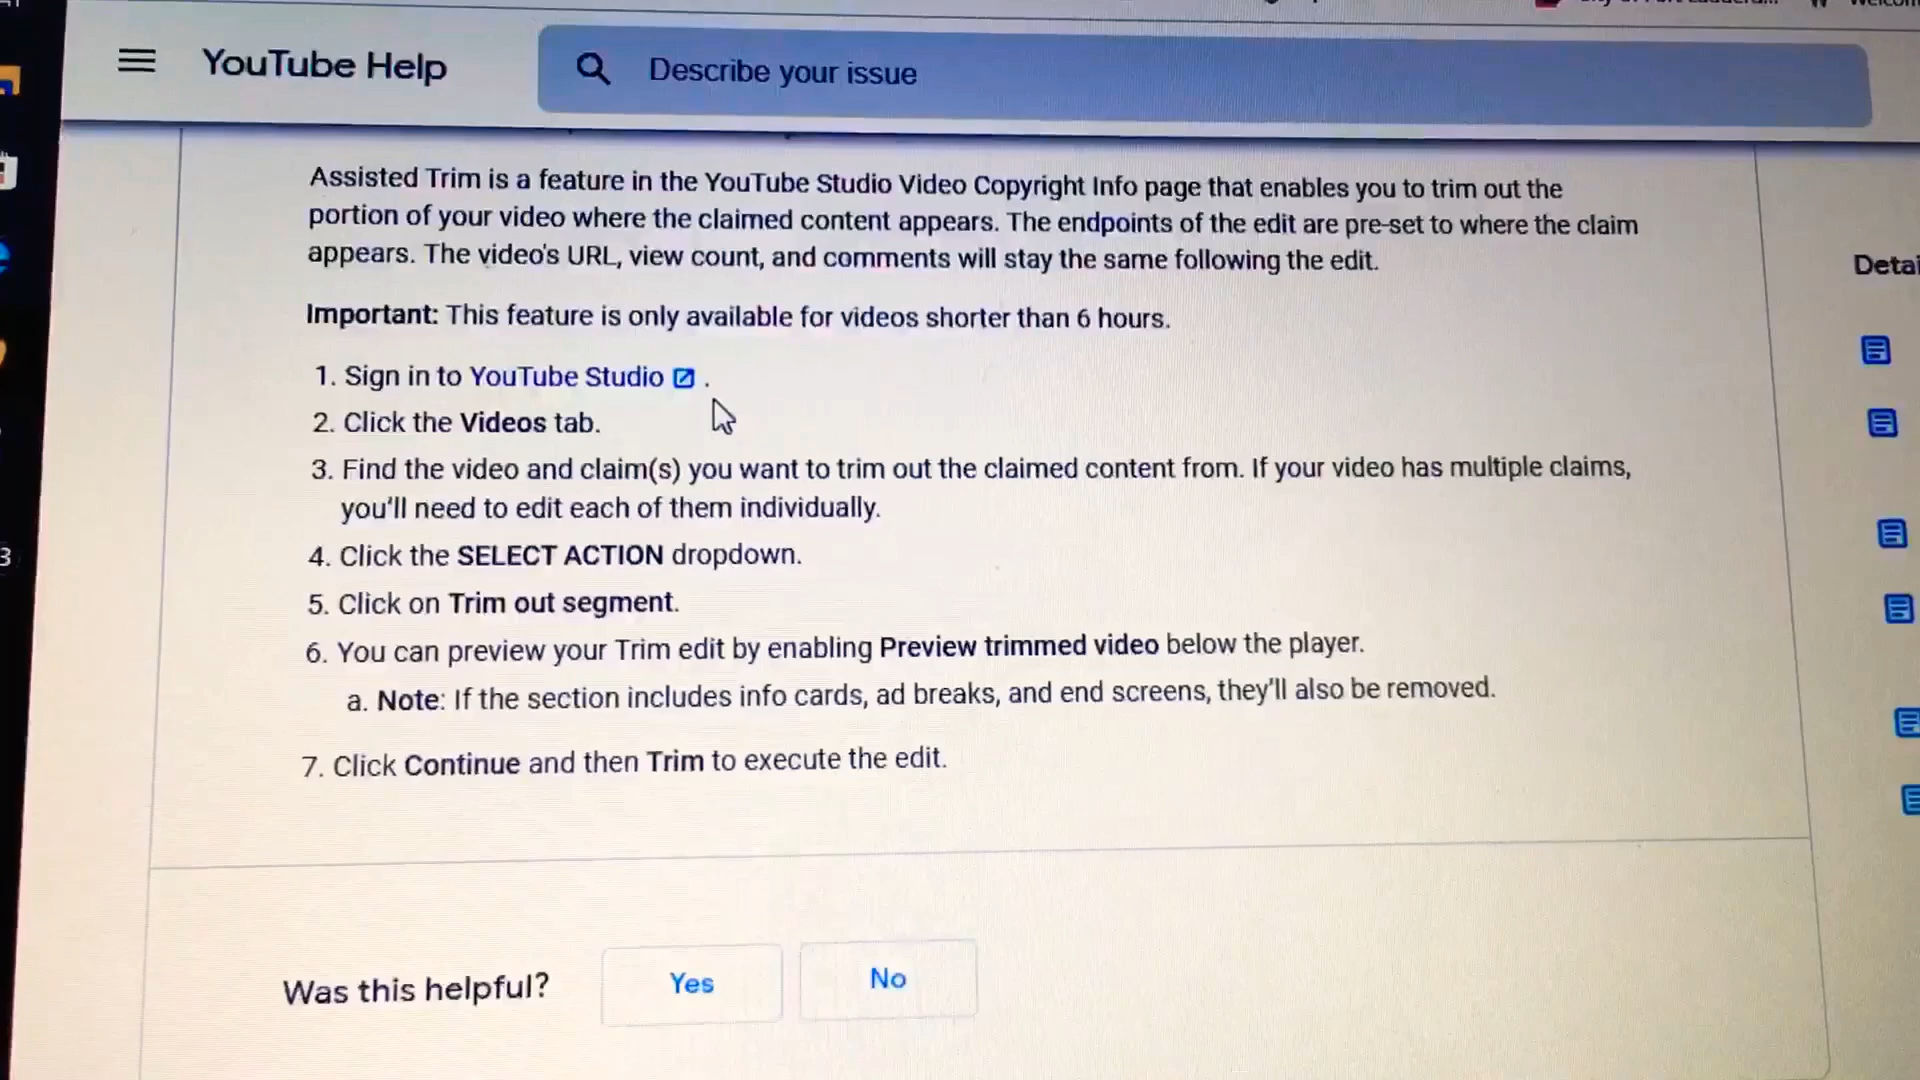 YouTube Help
Describe your issue
Assisted Trim is a feature in the YouTube Studio Video Copyright Info page that enables you to trim out the
portion of your video where the claimed content appears. The endpoints of the edit are pre-set to where the claim
appears. The video's URL, view count, and comments will stay the same following the edit.
Important: This feature is only available for videos shorter than 6 hours.
1. Sign in to YouTube Studio .
2. Click the Videos tab.
3. Find the video and claim(s) you want to trim out the claimed content from. If your video has multiple claims,
you'll need to edit each of them individually.
4. Click the SELECT ACTION dropdown.
5. Click on Trim out segment.
6. You can preview your Trim edit by enabling Preview trimmed video below the player.
a. Note: If the section includes info cards, ad breaks, and end screens, they'll also be removed.
7. Click Continue and then Trim to execute the edit.
Was this helpful?
Yes
No
Detai
3